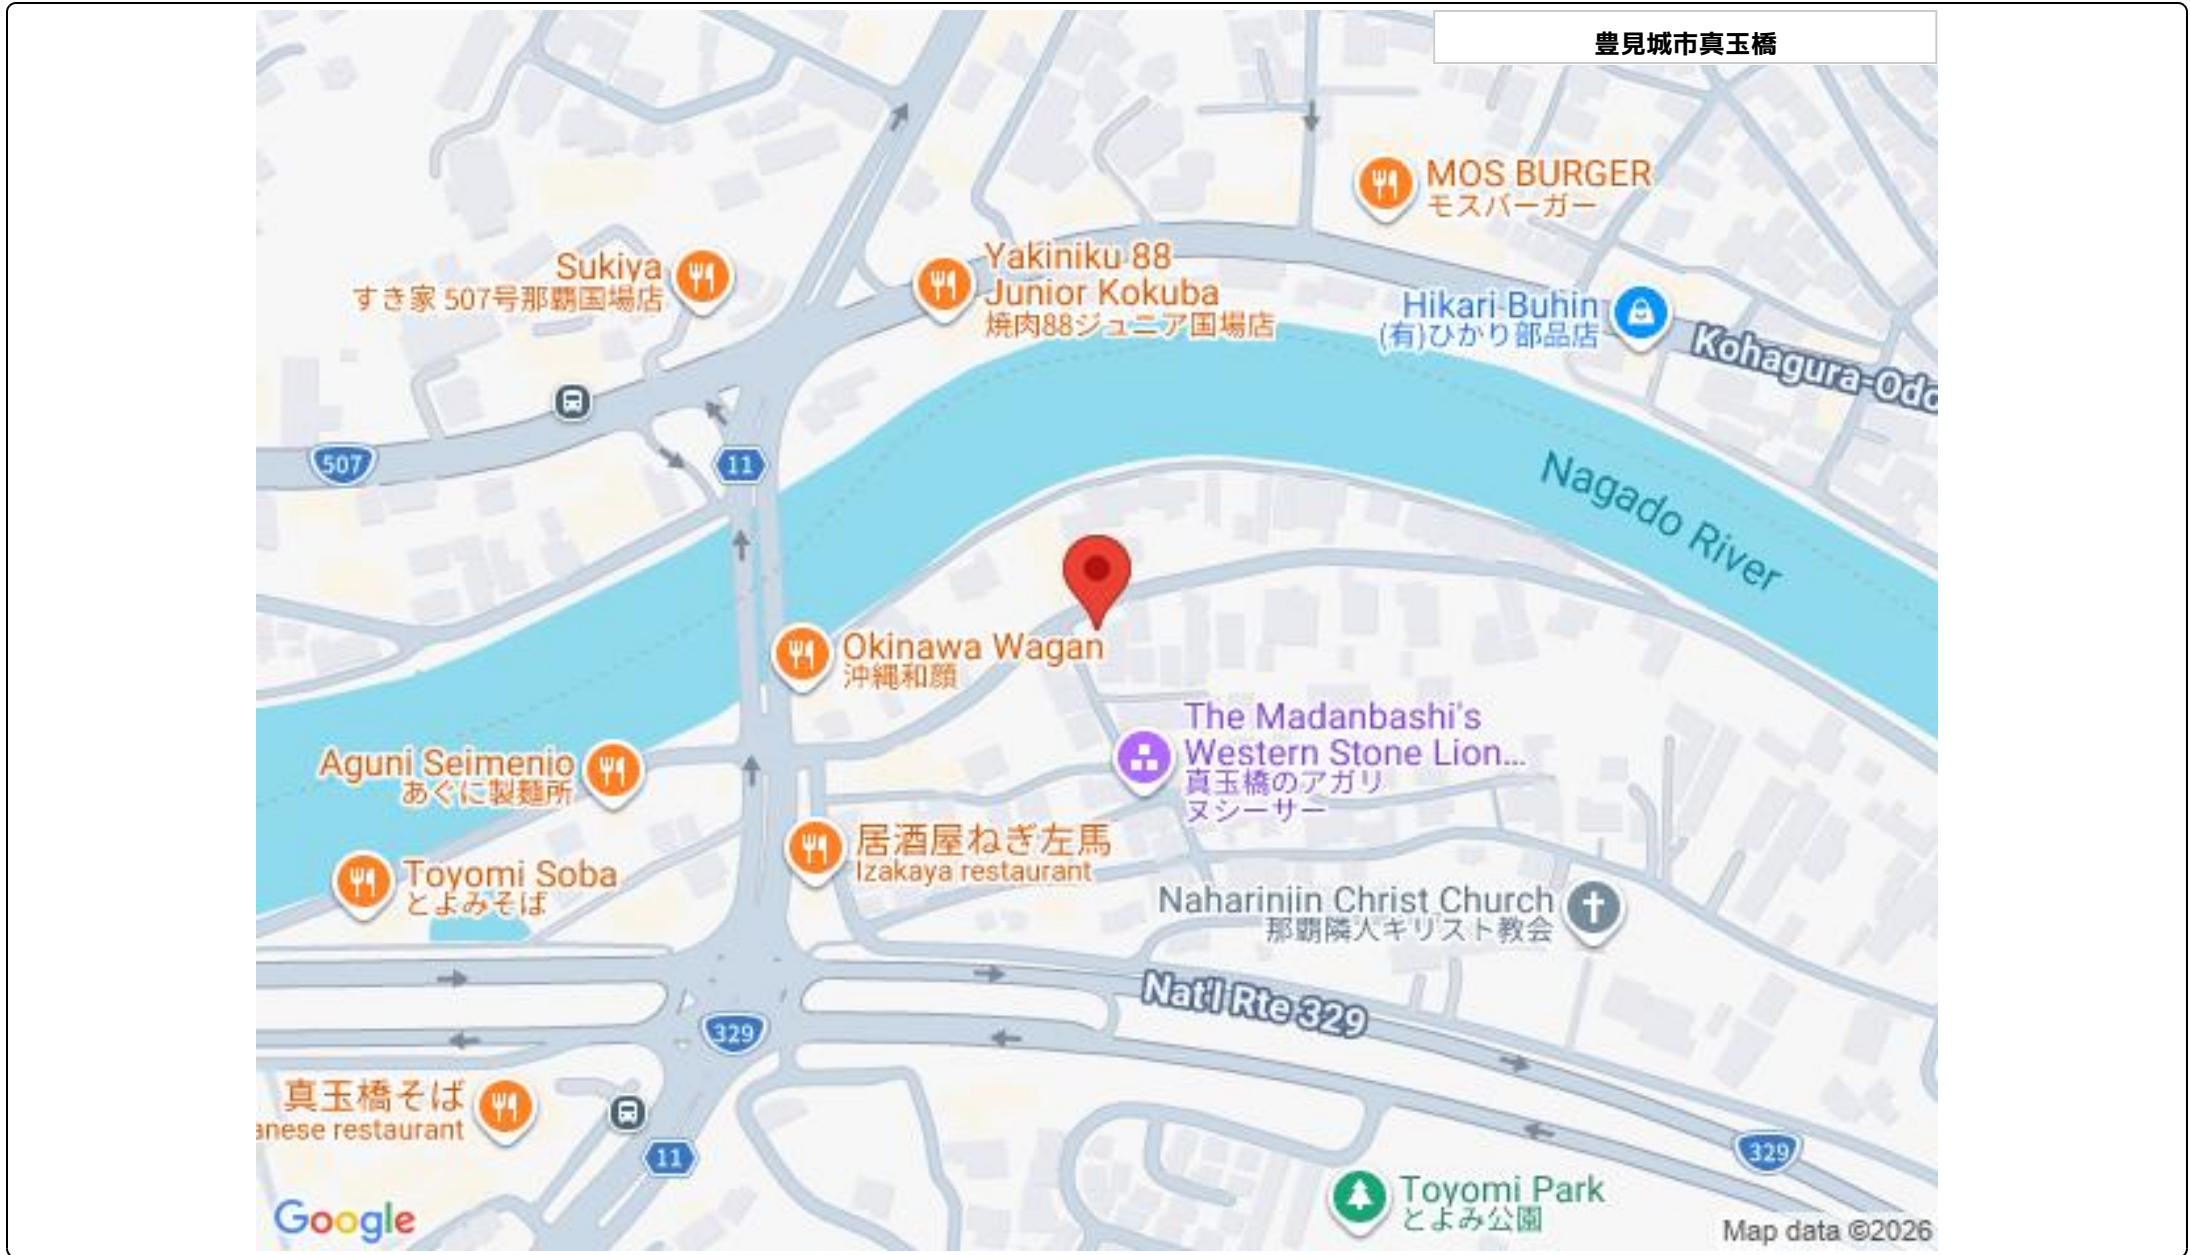 豊見城市真玉橋
MOS BURGER
モスバーガー
Yakiniku 88
Junior Kokuba
焼肉88ジュニア国場店
Sukiya
すき家 507号那覇国場店
Hikari Buhin
(有)ひかり部品店
Kohagura-Odo
507
11
Nagado River
Okinawa Wagan
沖縄和顔
The Madanbashi's
Western Stone Lion...
真玉橋のアガリ
ヌシーサー
Aguni Seimenjo
あぐに製麺所
居酒屋ねぎ左馬
Izakaya restaurant
Toyomi Soba
とよみそば
Naharinjin Christ Church
那覇隣人キリスト教会
Nat'l Rte 329
329
真玉橋そば
anese restaurant
11
329
Toyomi Park
とよみ公園
Google
Map data ©2026